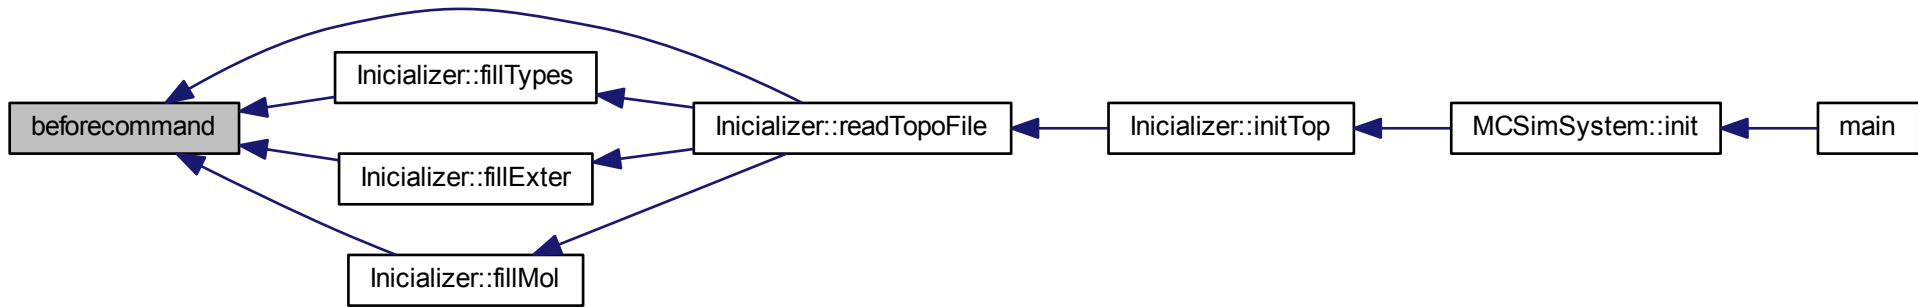 beforecommand
Inicializer::fillTypes
Inicializer::fillExter
Inicializer::fillMol
Inicializer::readTopoFile
Inicializer::initTop
MCSimSystem::init
main